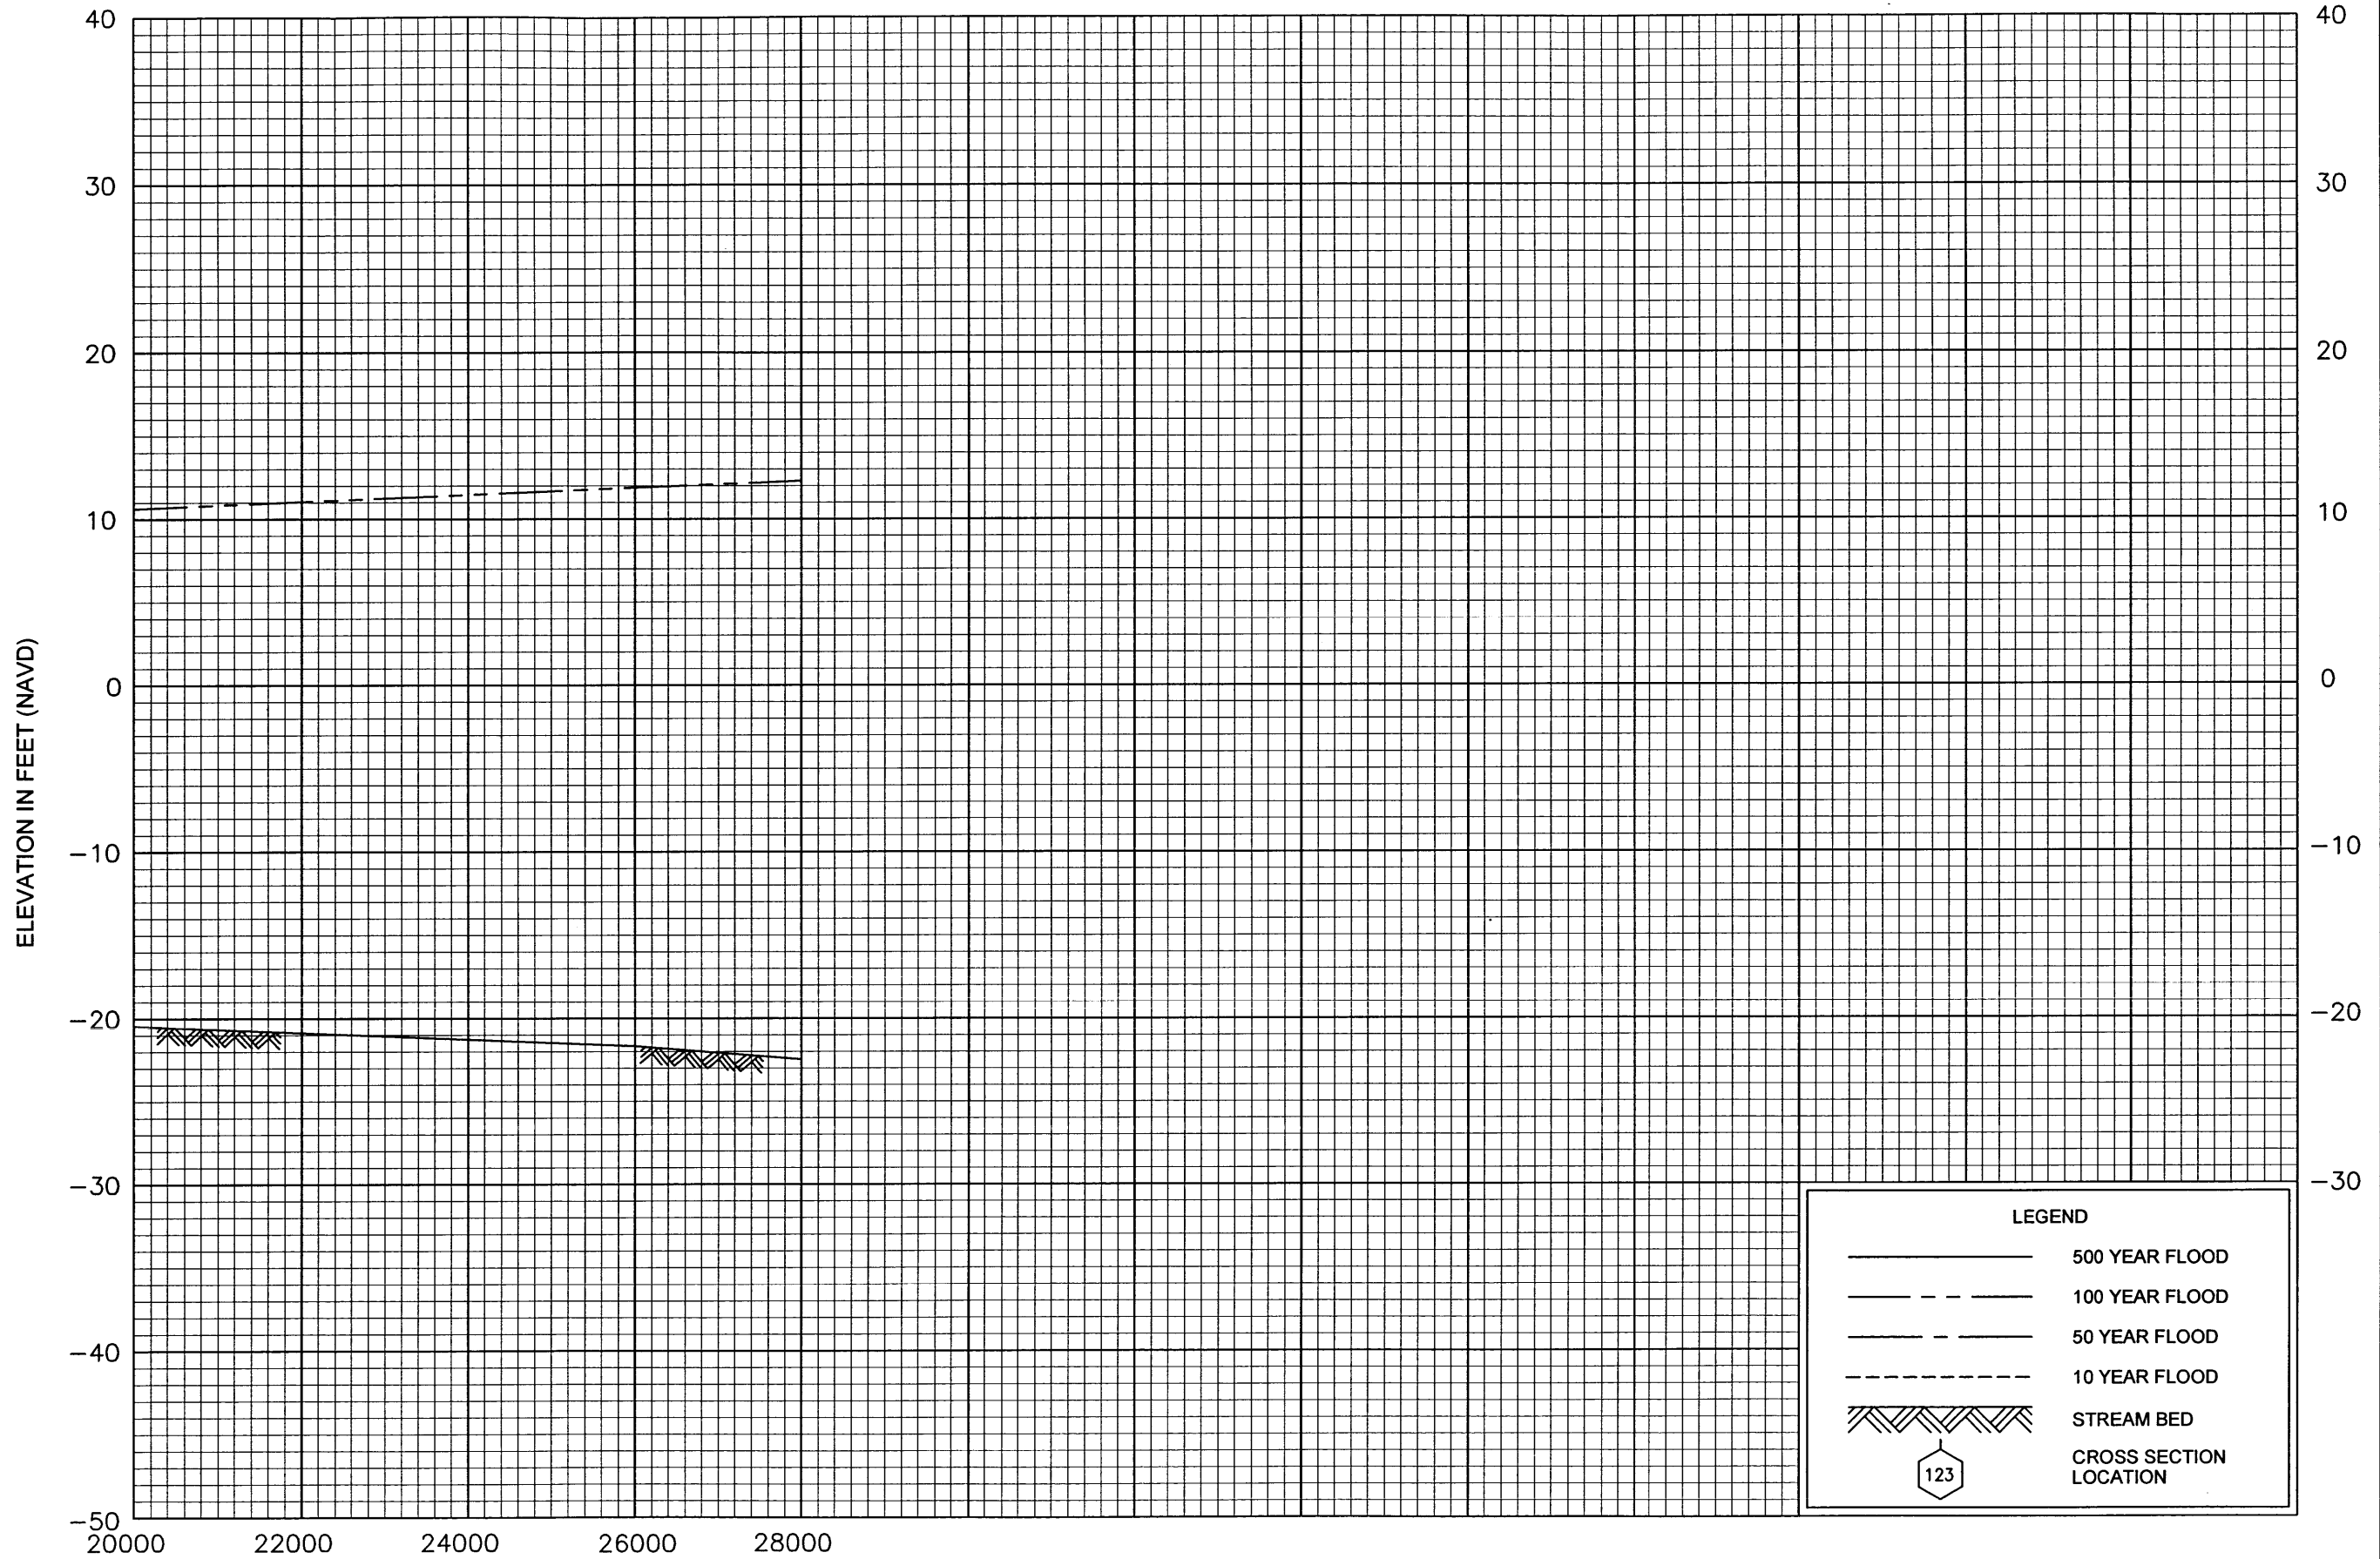 40 40
30 30
20 20
10 10
0 0
−10 −10
−20 −20
−30 −30
−40
−50
ELEVATION IN FEET (NAVD)
20000 22000 24000 26000 28000
LEGEND
500 YEAR FLOOD
100 YEAR FLOOD
50 YEAR FLOOD
10 YEAR FLOOD
STREAM BED
123 CROSS SECTION
LOCATION